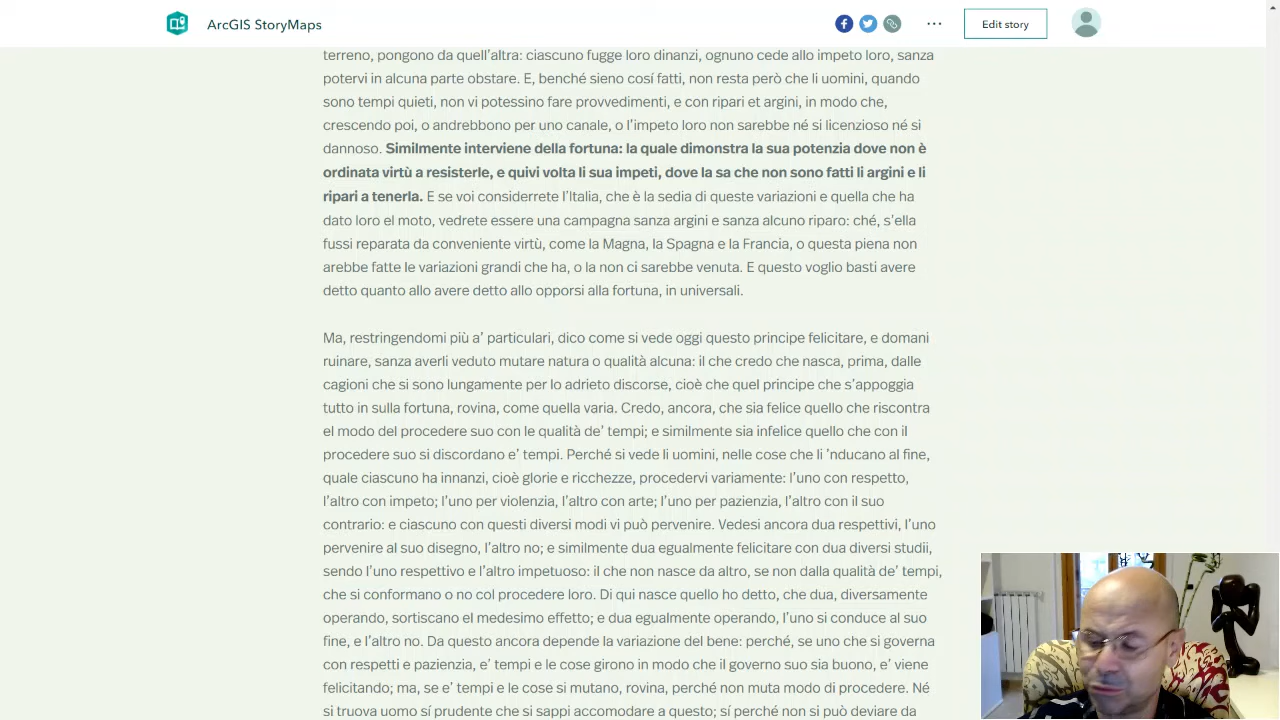 ArcGIS StoryMaps
Edit story
terreno, pongono da quell'altra: ciascuno fugge loro dinanzi, ognuno cede allo impeto loro, sanza
potervi in alcuna parte obstare. E, benché sieno cosí fatti, non resta però che li uomini, quando
sono tempi quieti, non vi potessino fare provvedimenti, e con ripari et argini, in modo che,
crescendo poi, o andrebbono per uno canale, o l'impeto loro non sarebbe né si licenzioso né sì
dannoso. Similmente interviene della fortuna: la quale dimonstra la sua potenzia dove non è
ordinata virtù a resisterle, e quivi volta li sua impeti, dove la sa che non sono fatti li argini e li
ripari a tenerla. E se voi considerrete l'Italia, che è la sedia di queste variazioni e quella che ha
dato loro el moto, vedrete essere una campagna sanza argini e sanza alcuno riparo: ché, s'ella
fussi reparata da conveniente virtù, come la Magna, la Spagna e la Francia, o questa piena non
arebbe fatte le variazioni grandi che ha, o la non ci sarebbe venuta. E questo voglio basti avere
detto quanto allo avere detto allo opporsi alla fortuna, in universali.
Ma, restringendomi più a' particulari, dico come si vede oggi questo principe felicitare, e domani
ruinare, sanza averli veduto mutare natura o qualità alcuna: il che credo che nasca, prima, dalle
cagioni che si sono lungamente per lo adrieto discorse, cioè che quel principe che s'appoggia
tutto in sulla fortuna, rovina, come quella varia. Credo, ancora, che sia felice quello che riscontra
el modo del procedere suo con le qualità de' tempi; e similmente sia infelice quello che con il
procedere suo si discordano e' tempi. Perché si vede li uomini, nelle cose che li 'nducano al fine,
quale ciascuno ha innanzi, cioè glorie e ricchezze, procedervi variamente: l'uno con respetto,
l'altro con impeto; l'uno per violenzia, l'altro con arte; l'uno per pazienzia, l'altro con il suo
contrario: e ciascuno con questi diversi modi vi può pervenire. Vedesi ancora dua respettivi, l'uno
pervenire al suo disegno, l'altro no; e similmente dua egualmente felicitare con dua diversi studii,
sendo l'uno respettivo e l'altro impetuoso: il che non nasce da altro, se non dalla qualità de' tempi,
che si conformano o no col procedere loro. Di qui nasce quello ho detto, che dua, diversamente
operando, sortiscano el medesimo effetto; e dua egualmente operando, l'uno si conduce al suo
fine, e l'altro no. Da questo ancora depende la variazione del bene: perché, se uno che si governa
con respetti e pazienzia, e' tempi e le cose girono in modo che il governo suo sia buono, e' viene
felicitando; ma, se e' tempi e le cose si mutano, rovina, perché non muta modo di procedere. Né
si truova uomo sí prudente che si sappi accomodare a questo; sí perché non si può deviare da